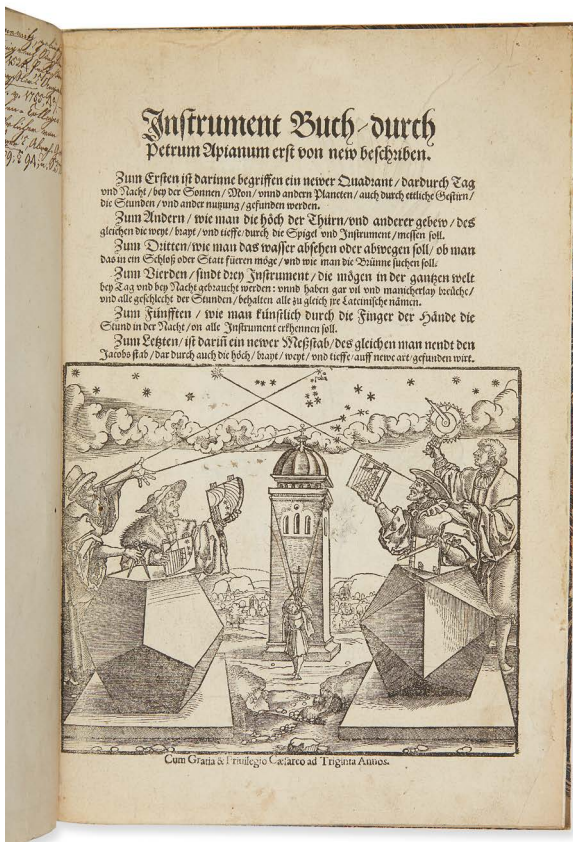 Instrument Buch/durch
Petrum Apianum erst von new beschriben.
Zum Ersten ist darinne begriffen ein newer Quadrant/dardurch Tag
vnd Nacht/bey der Sonnen/Mon/vnnd andern Planeten/auch durch ettliche Gestirn/
die Stunden/vnd ander nutzung/gefunden werden.
Zum Andern/wie man die höch der Thürn/vnd anderer gebew/des
gleichen die weyt/brayt/vnd tieffe/durch die Spigel vnd Instrument/messen soll.
Zum Dritten/wie man das wasser absehen oder abwegen soll/ob man
das in ein Schloß oder Statt füeren möge/vnd wie man die Brünne suchen soll.
Zum Vierden/sindt drey Instrument/die mögen in der gantzen welt
bey Tag vnd bey Nacht gebraucht werden: vnnd haben gar vil vnd manicherlay breüche/
vnd alle geschlecht der Stunden/behalten alle zu gleich jre Lateinische nämen.
Zum Fünfften/wie man künstlich durch die Finger der Hände die
Stund in der Nacht/on alle Instrument erkhennen soll.
Zum Letzten/ist dariñ ein newer Meßstab/des gleichen man nendt den
Jacobs stab/dar durch auch die höch/brayt/weyt/vnd tieffe/auff newe art gefunden wirt.
Cum Gratia & Priuilegio Cæsareo ad Triginta Annos.